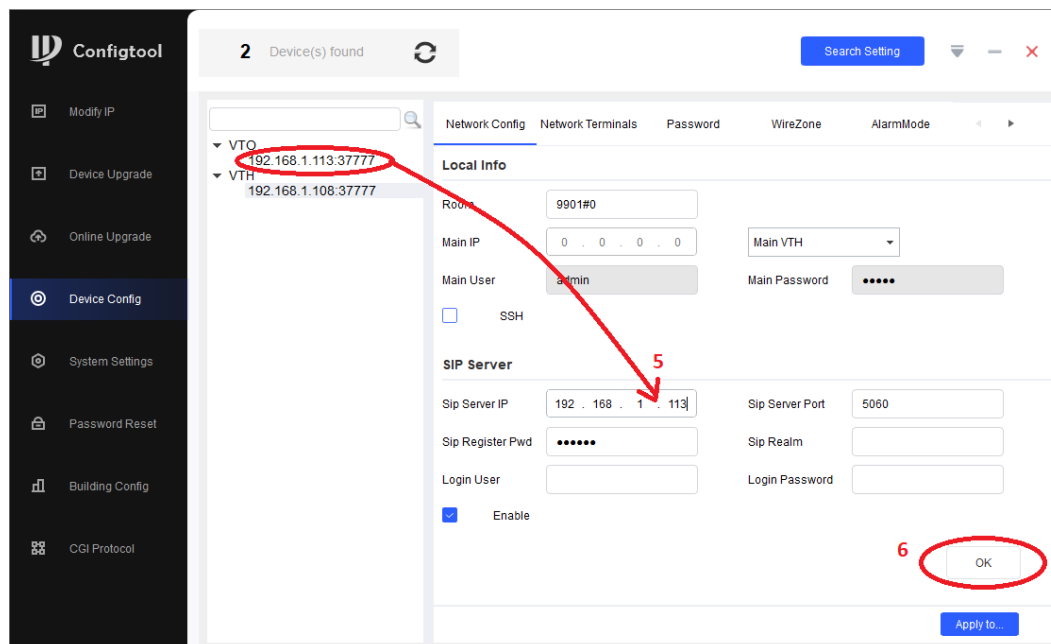 Configtool
2 Device(s) found
Search Setting
Modify IP
Device Upgrade
Online Upgrade
Device Config
System Settings
Password Reset
Building Config
CGI Protocol
VTO
192.168.1.113:37777
VTH
192.168.1.108:37777
Network Config Network Terminals Password WireZone AlarmMode
Local Info
Room 9901#0
Main IP 0 . 0 . 0 . 0 Main VTH
Main User admin Main Password •••••
SSH
SIP Server
5
Sip Server IP 192 . 168 . 1 . 113 Sip Server Port 5060
Sip Register Pwd •••••• Sip Realm
Login User Login Password
Enable
6
OK
Apply to...